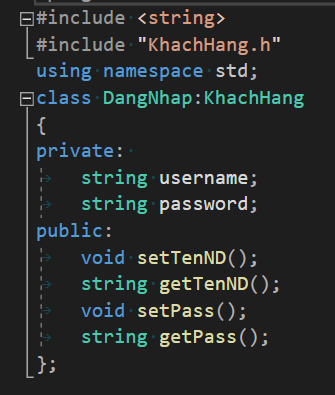 #include <string>
#include "KhachHang.h"
using namespace std;
class DangNhap:KhachHang
{
private:
string username;
string password;
public:
void setTenND();
string getTenND();
void setPass();
string getPass();
};